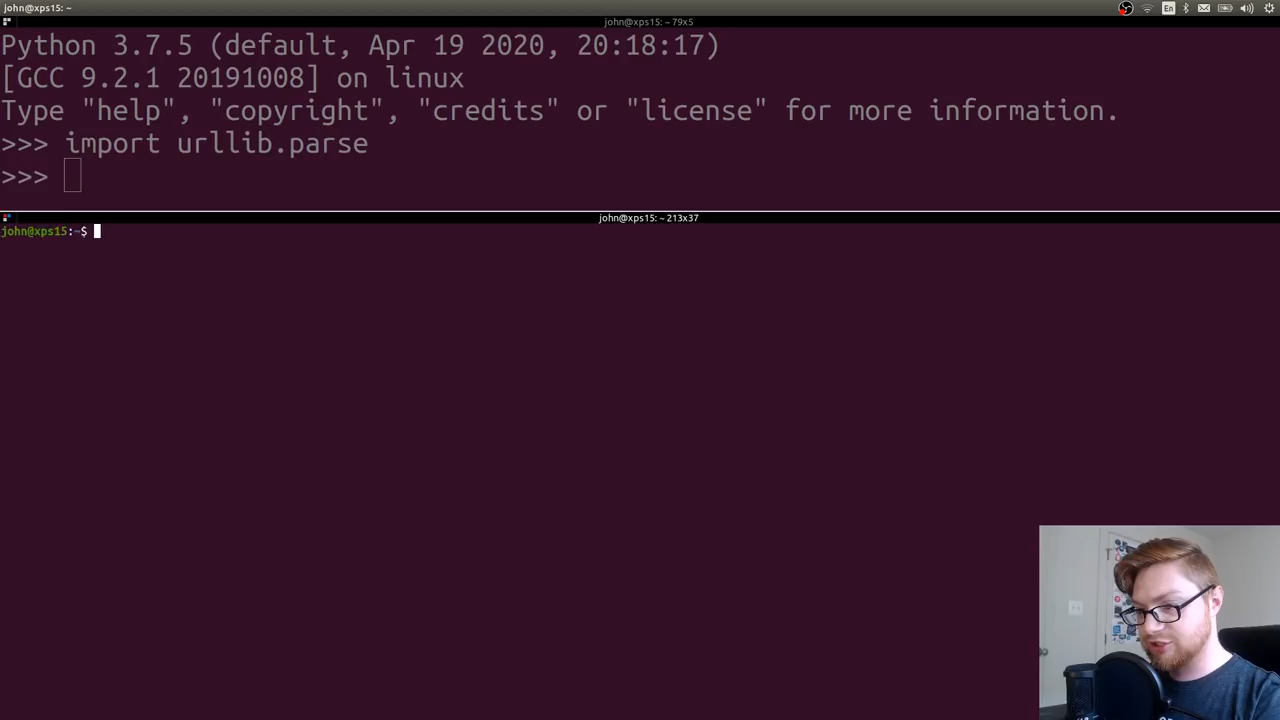 john@xps15: ~
En
john@xps15: ~ 79x5
Python 3.7.5 (default, Apr 19 2020, 20:18:17)
[GCC 9.2.1 20191008] on linux
Type "help", "copyright", "credits" or "license" for more information.
>>> import urllib.parse
>>>
john@xps15: ~ 213x37
john@xps15:~$